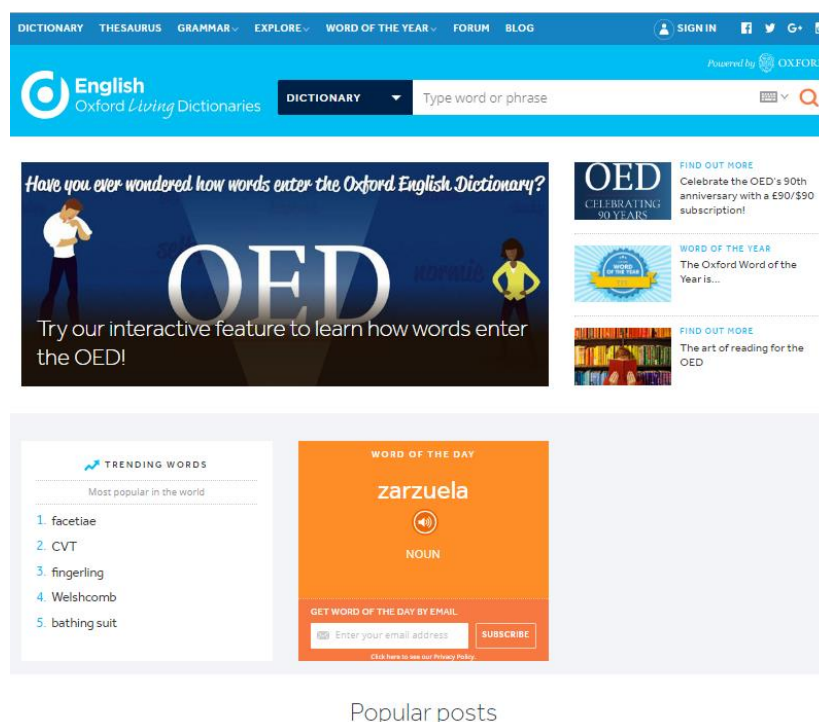 DICTIONARY THESAURUS GRAMMAR EXPLORE WORD OF THE YEAR FORUM BLOG SIGN IN G+
Powered by OXFOR
English
Oxford Living Dictionaries
DICTIONARY Type word or phrase
Have you ever wondered how words enter the Oxford English Dictionary?
OED
normie
Try our interactive feature to learn how words enter
the OED!
OED
CELEBRATING
90 YEARS
FIND OUT MORE
Celebrate the OED's 90th
anniversary with a £90/$90
subscription!
WORD
OF THE YEAR
WORD OF THE YEAR
The Oxford Word of the
Year is...
FIND OUT MORE
The art of reading for the
OED
TRENDING WORDS
Most popular in the world
1. facetiae
2. CVT
3. fingerling
4. Welshcomb
5. bathing suit
WORD OF THE DAY
zarzuela
NOUN
GET WORD OF THE DAY BY EMAIL
Enter your email address SUBSCRIBE
Click here to see our Privacy Policy.
Popular posts